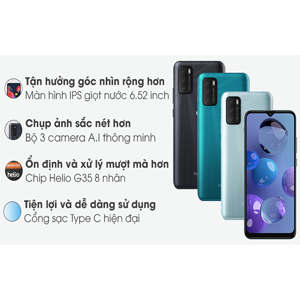 Tận hưởng góc nhìn rộng hơn
Màn hình IPS giọt nước 6.52 inch
Chụp ảnh sắc nét hơn
Bộ 3 camera A.I thông minh
helio
Ổn định và xử lý mượt mà hơn
Chip Helio G35 8 nhân
Tiện lợi và dễ dàng sử dụng
Cổng sạc Type C hiện đại